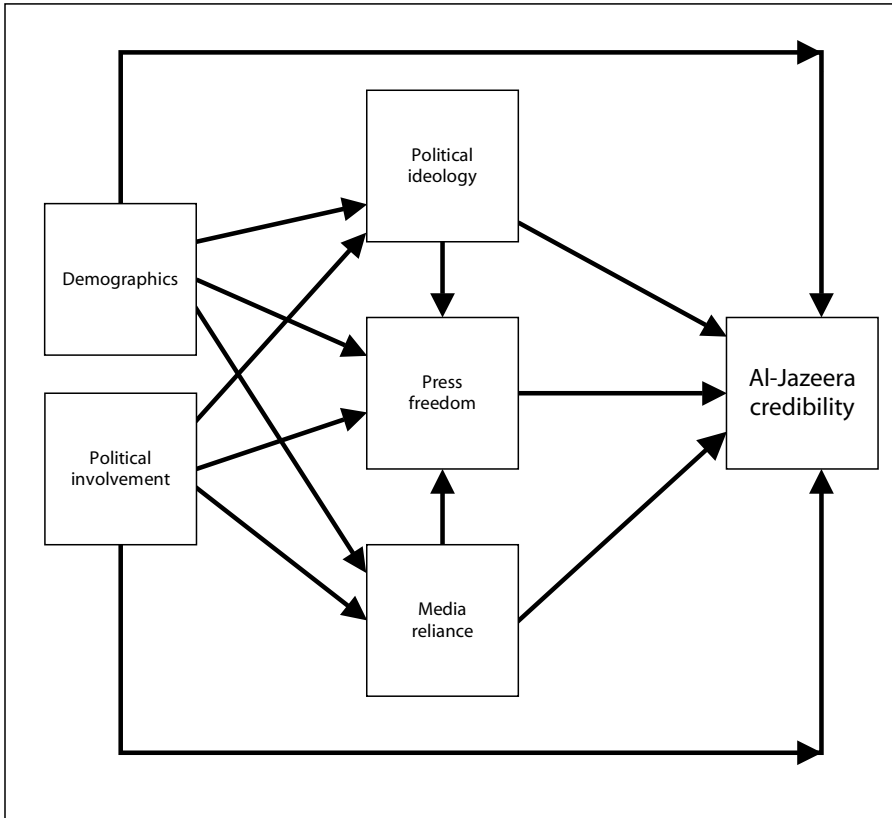 Political
ideology
Demographics
Press
freedom
Al-Jazeera
credibility
Political
involvement
Media
reliance